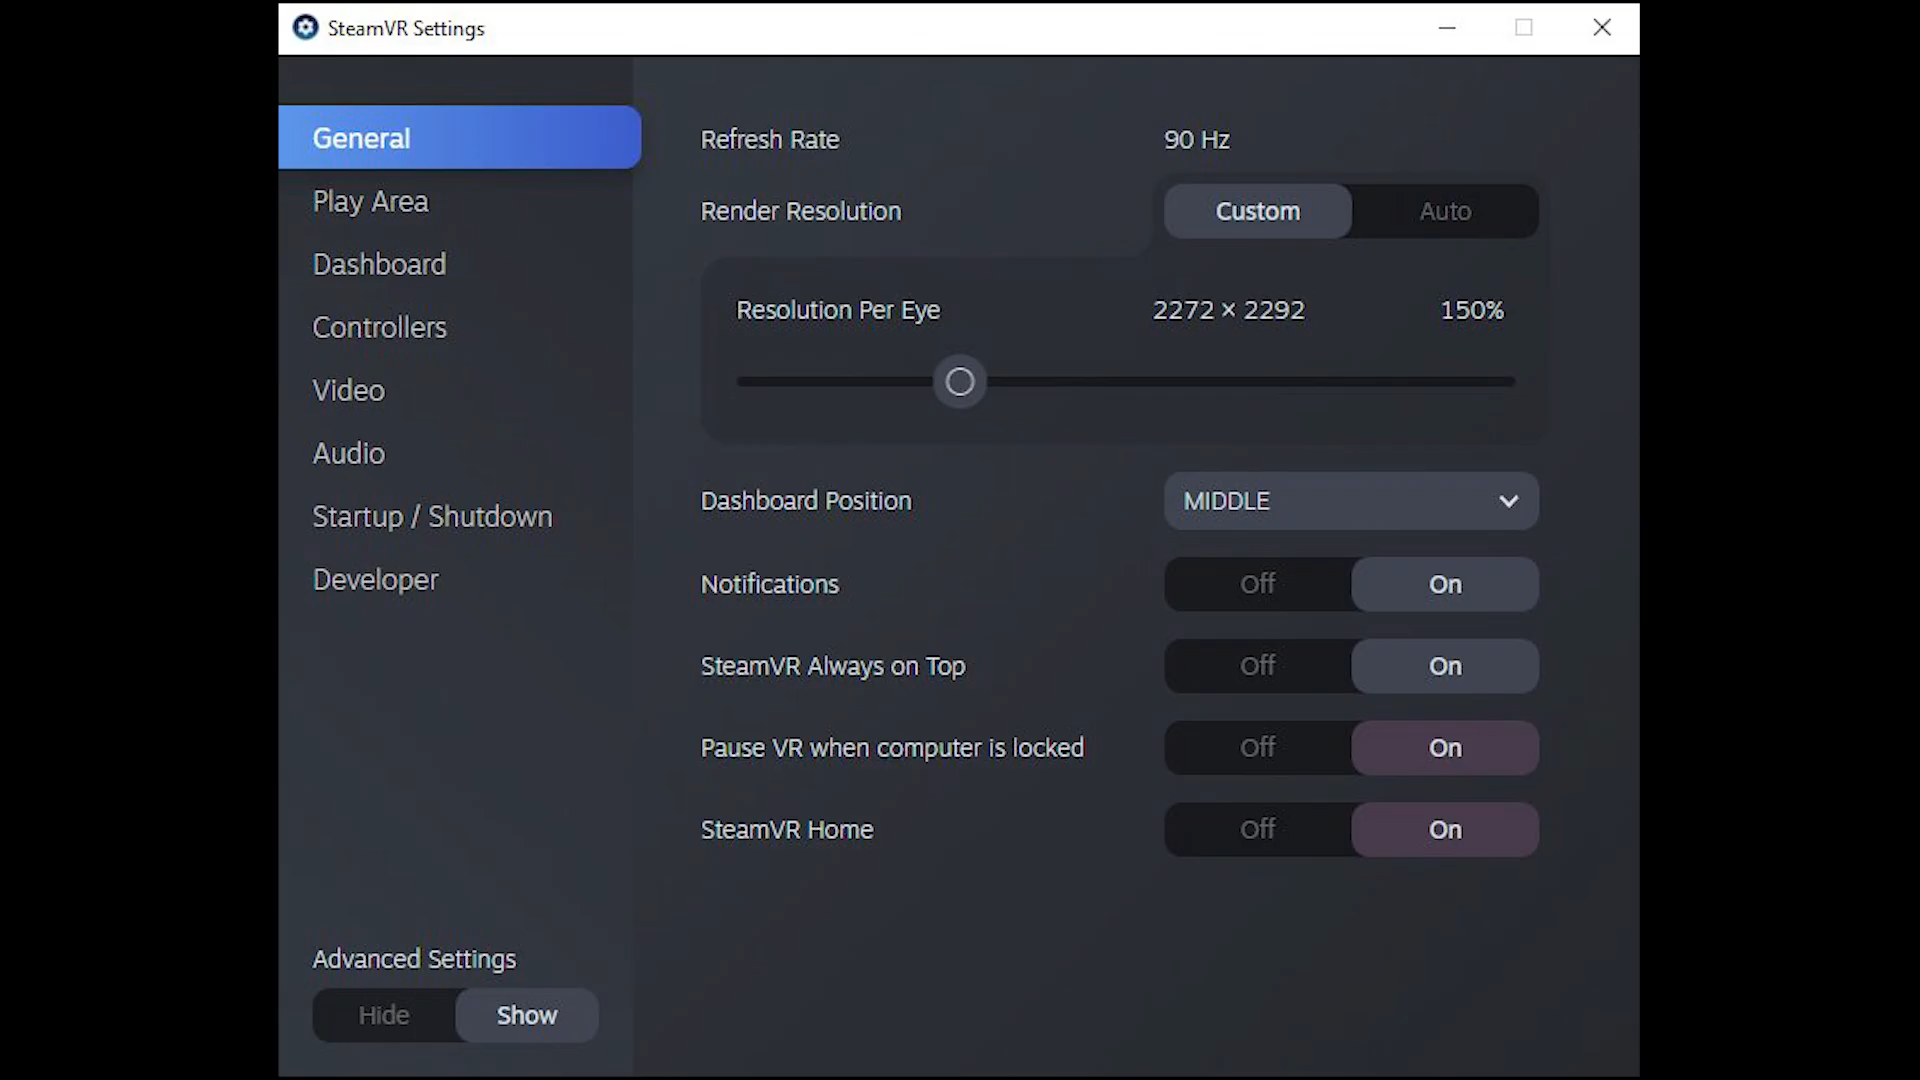 SteamVR Settings
General
Play Area
Dashboard
Controllers
Video
Audio
Startup / Shutdown
Developer
Advanced Settings
Hide Show
Refresh Rate 90 Hz
Render Resolution Custom Auto
Resolution Per Eye 2272 × 2292 150%
Dashboard Position MIDDLE
Notifications Off On
SteamVR Always on Top Off On
Pause VR when computer is locked Off On
SteamVR Home Off On